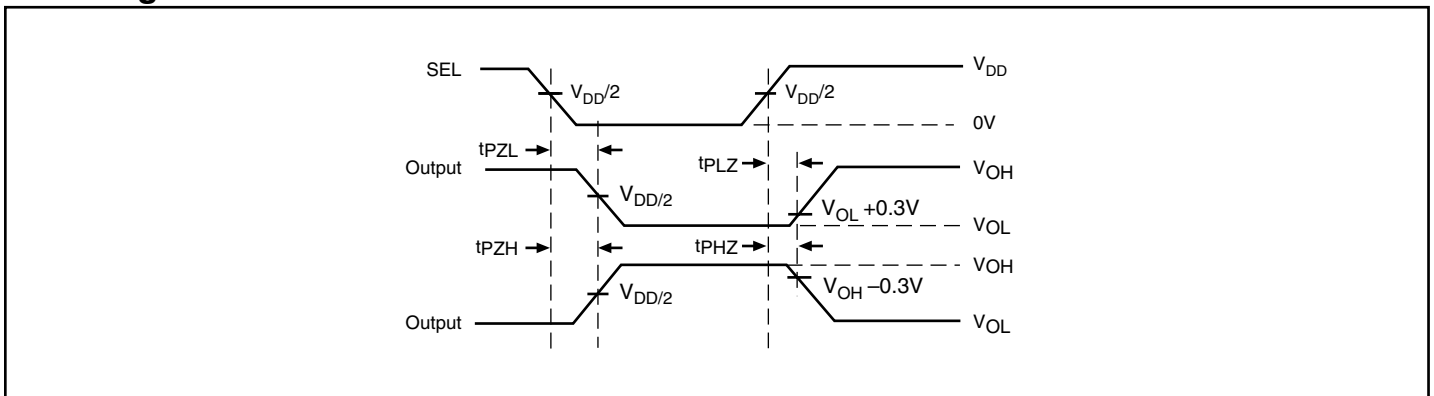 SEL
VDD/2
VDD/2
VDD
0V
tPZL
tPLZ
Output
VOH
VDD/2
VOL +0.3V
VOL
tPZH
tPHZ
VOH
VDD/2
VOH –0.3V
Output
VOL